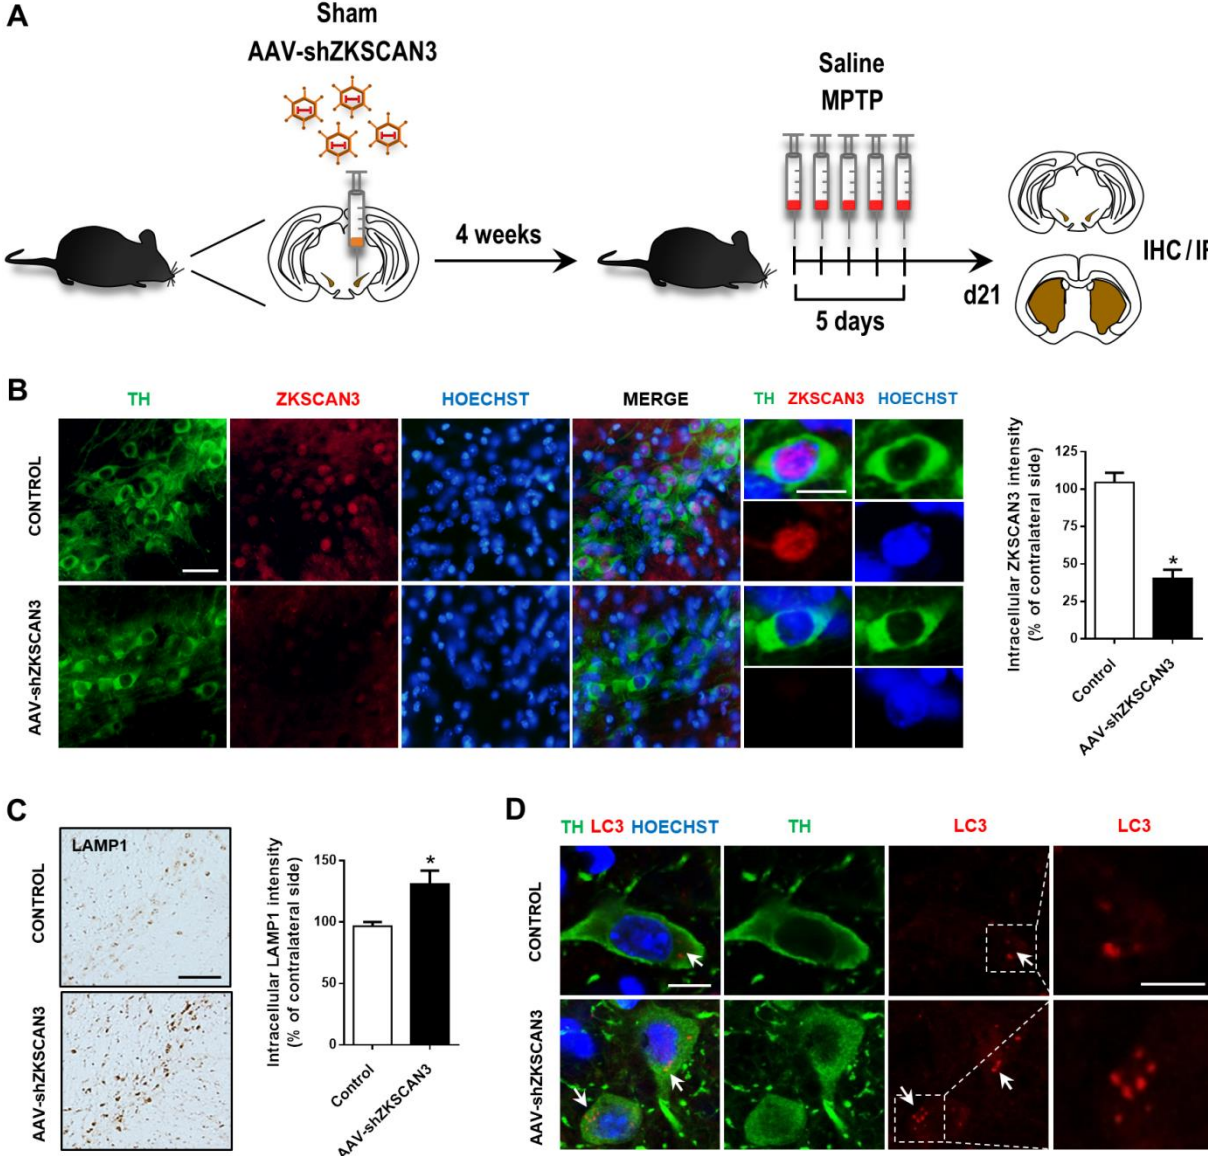 A
Sham
AAV-shZKSCAN3
4 weeks
Saline
MPTP
5 days
d21
IHC / IF
B
TH
ZKSCAN3
HOECHST
MERGE
TH ZKSCAN3 HOECHST
CONTROL
AAV-shZKSCAN3
Intracellular ZKSCAN3 intensity
(% of contralateral side)
125
100
75
50
25
0
*
Control
AAV-shZKSCAN3
C
LAMP1
CONTROL
AAV-shZKSCAN3
Intracellular LAMP1 intensity
(% of contralateral side)
150
100
50
0
*
Control
AAV-shZKSCAN3
D
TH LC3 HOECHST
TH
LC3
LC3
CONTROL
AAV-shZKSCAN3